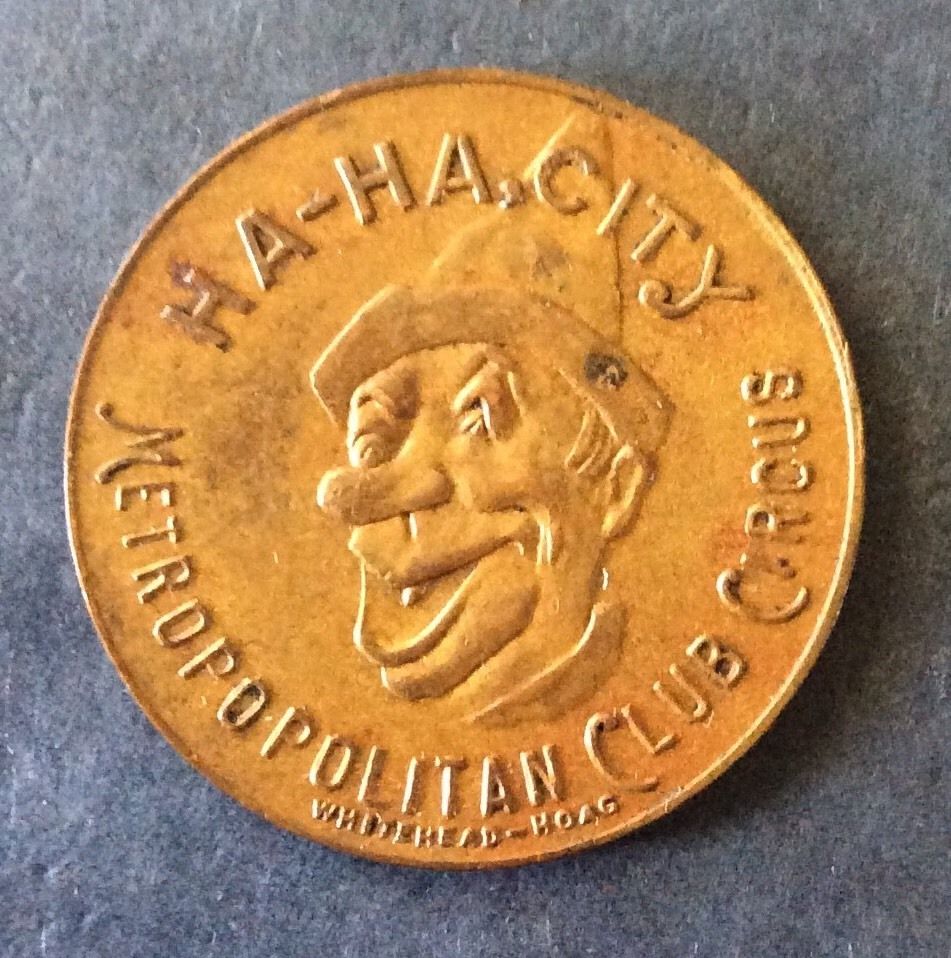 HA-HA, CITY
METROPOLITAN CLUB CIRCUS
WHITEHEAD-HOAG